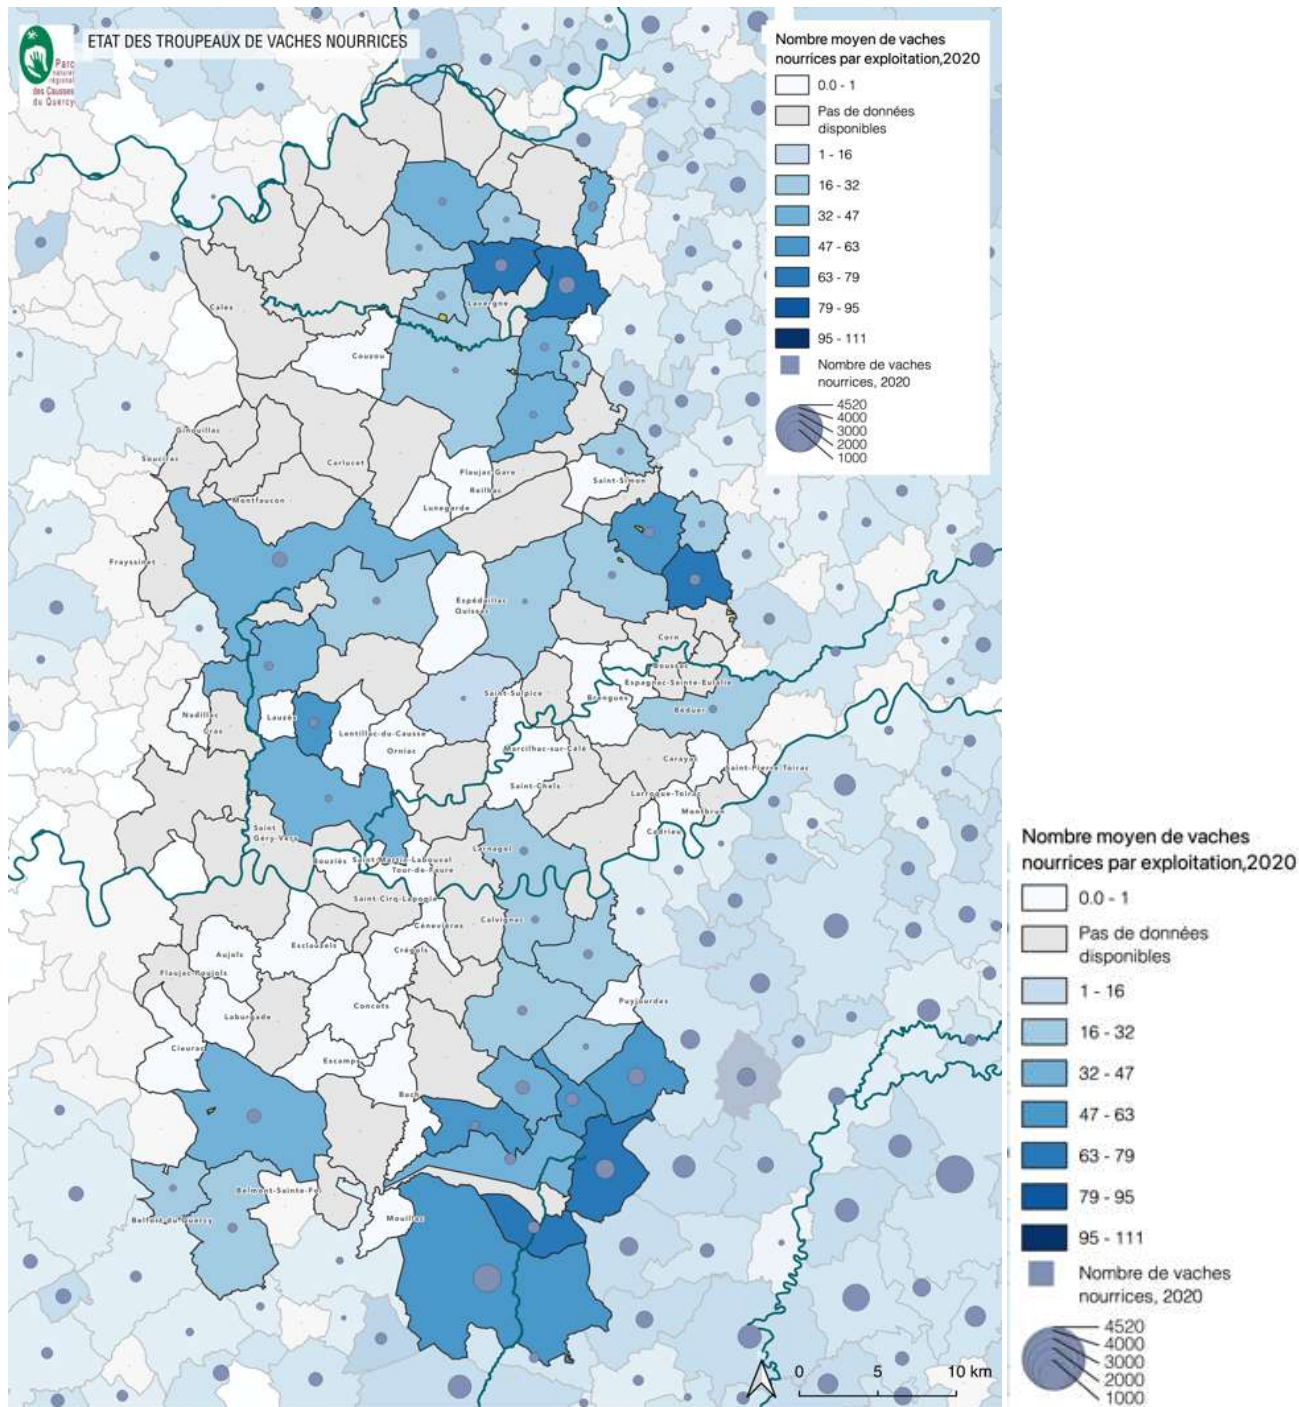 Parc
naturel
régional
des Causses
du Quercy
ETAT DES TROUPEAUX DE VACHES NOURRICES
Nombre moyen de vaches
nourrices par exploitation,2020
0.0 - 1
Pas de données
disponibles
1 - 16
16 - 32
32 - 47
47 - 63
63 - 79
79 - 95
95 - 111
Nombre de vaches
nourrices, 2020
4520
4000
3000
2000
1000
Calès
Lavergne
Couzou
Ginouillac
Soucirac
Carlucet
Flaujac-Gare
Reilhac
Saint-Simon
Montfaucon
Lunegarde
Frayssinet
Espédaillac
Quissac
Corn
Boussac
Espagnac-Sainte-Eulalie
Saint-Sulpice
Brengues
Béduer
Nadillac
Cras
Lauzès
Lentillac-du-Causse
Orniac
Marcilhac-sur-Célé
Carayac
Saint-Pierre-Toirac
Saint-Chels
Larroque-Toirac
Montbrun
Cadrieu
Saint
Géry-Vers
Bouziès
Saint-Martin-Labouval
Tour-de-Faure
Larnagol
Saint-Cirq-Lapopie
Cénevières
Calvignac
Esclauzels
Crégols
Aujols
Flaujac-Poujols
Concots
Puyjourdes
Laburgade
Cieurac
Escamps
Bach
Belmont-Sainte-Foi
Belfort-du-Quercy
Mouillac
0
5
10 km
Nombre moyen de vaches
nourrices par exploitation,2020
0.0 - 1
Pas de données
disponibles
1 - 16
16 - 32
32 - 47
47 - 63
63 - 79
79 - 95
95 - 111
Nombre de vaches
nourrices, 2020
4520
4000
3000
2000
1000